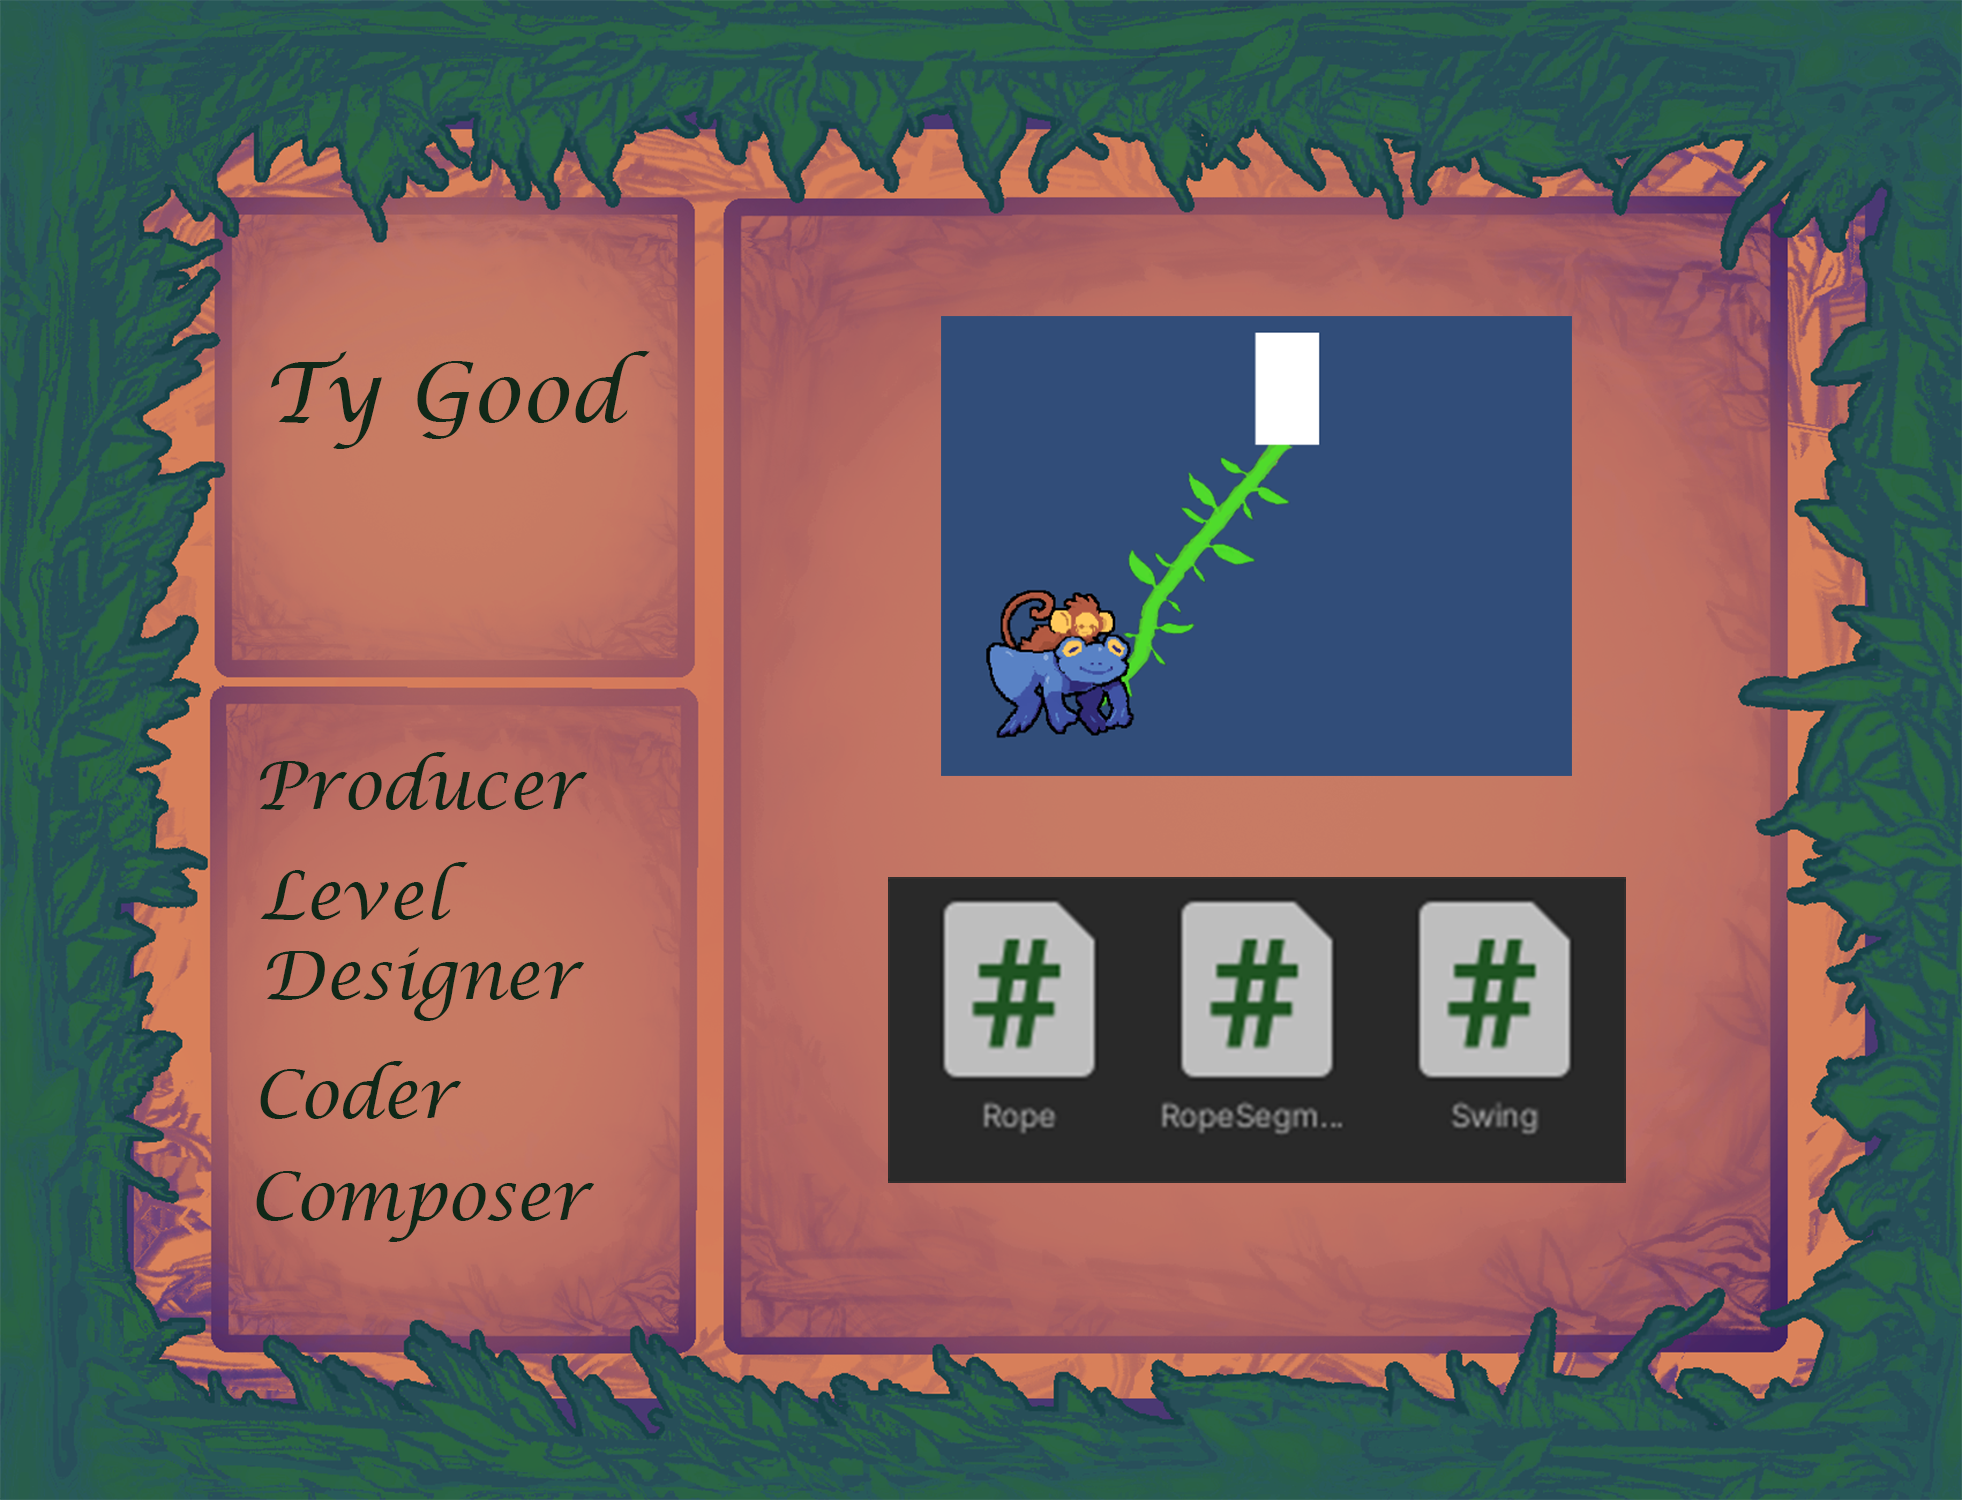 Ty Good
Producer
Level
Designer
Coder
Composer
#
#
#
Rope
RopeSegm...
Swing